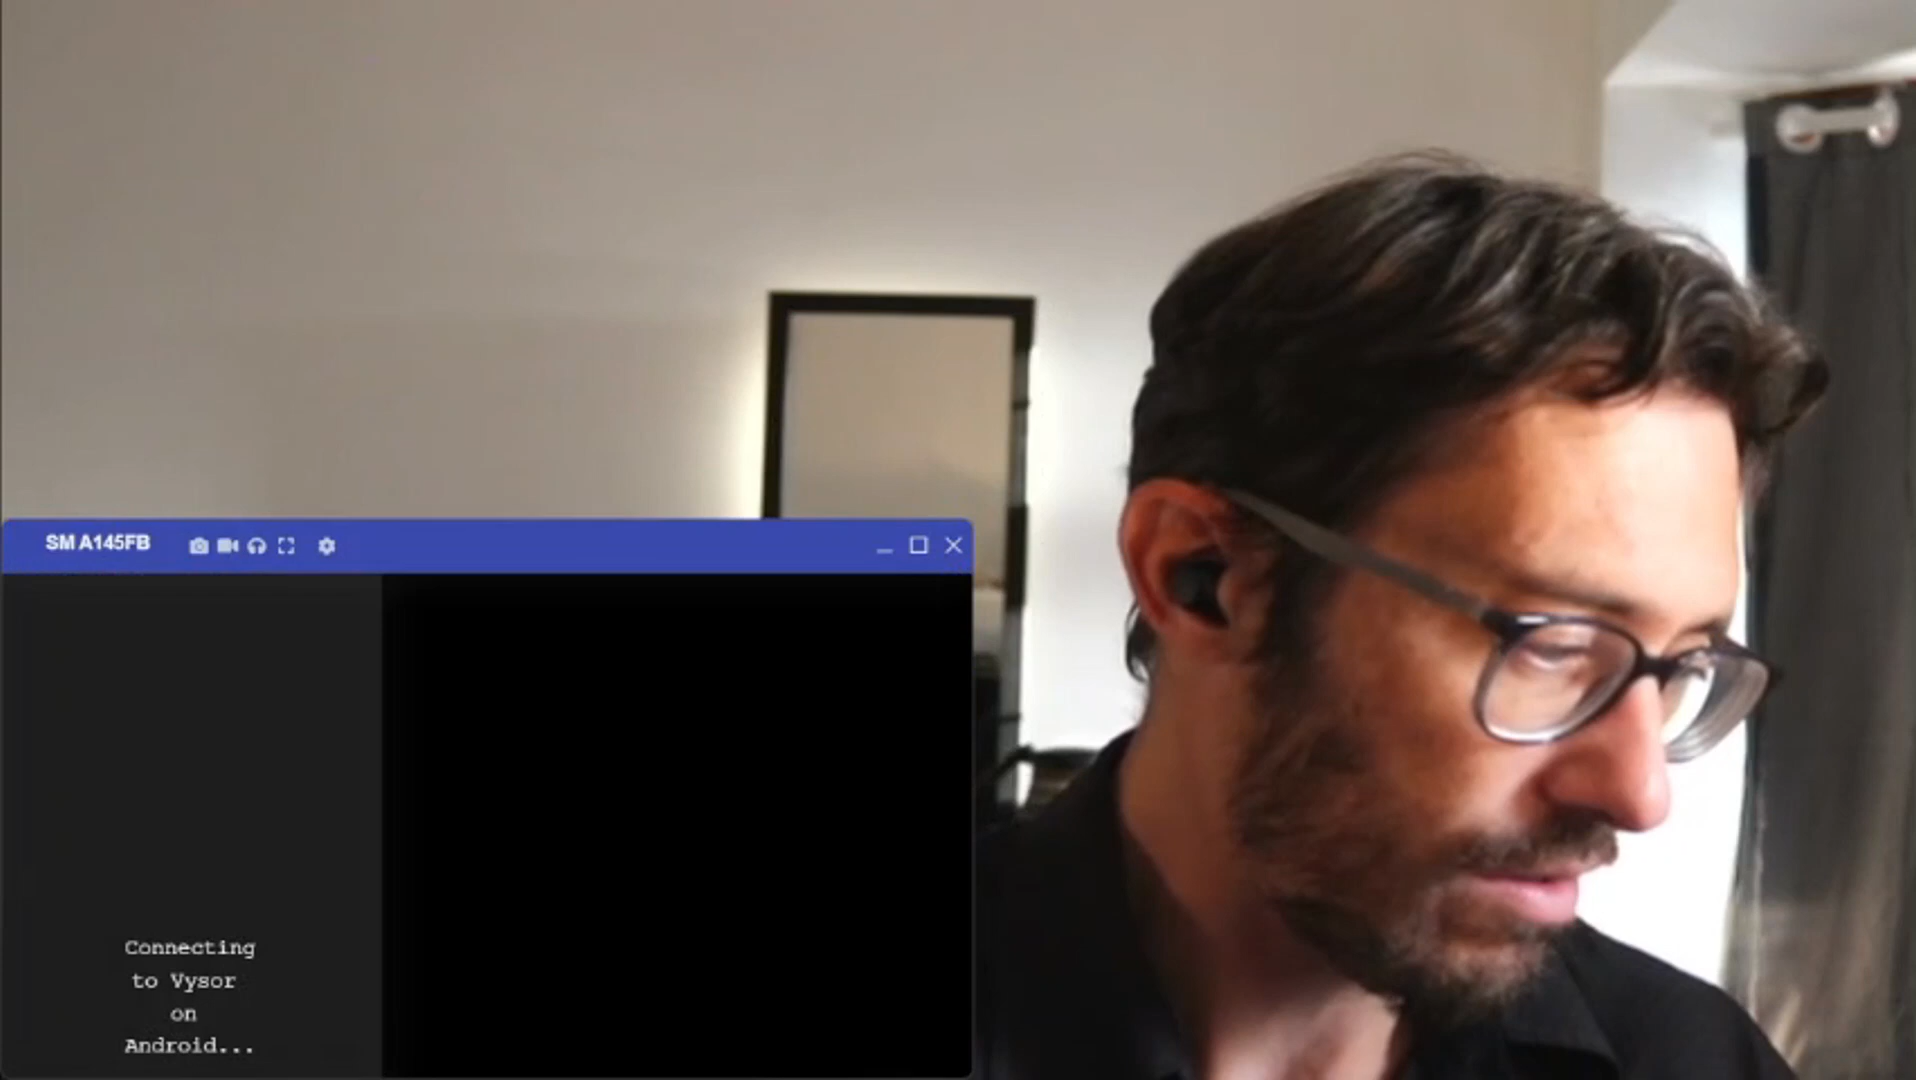 SM A145FB
Connecting
to Vysor
on
Android...